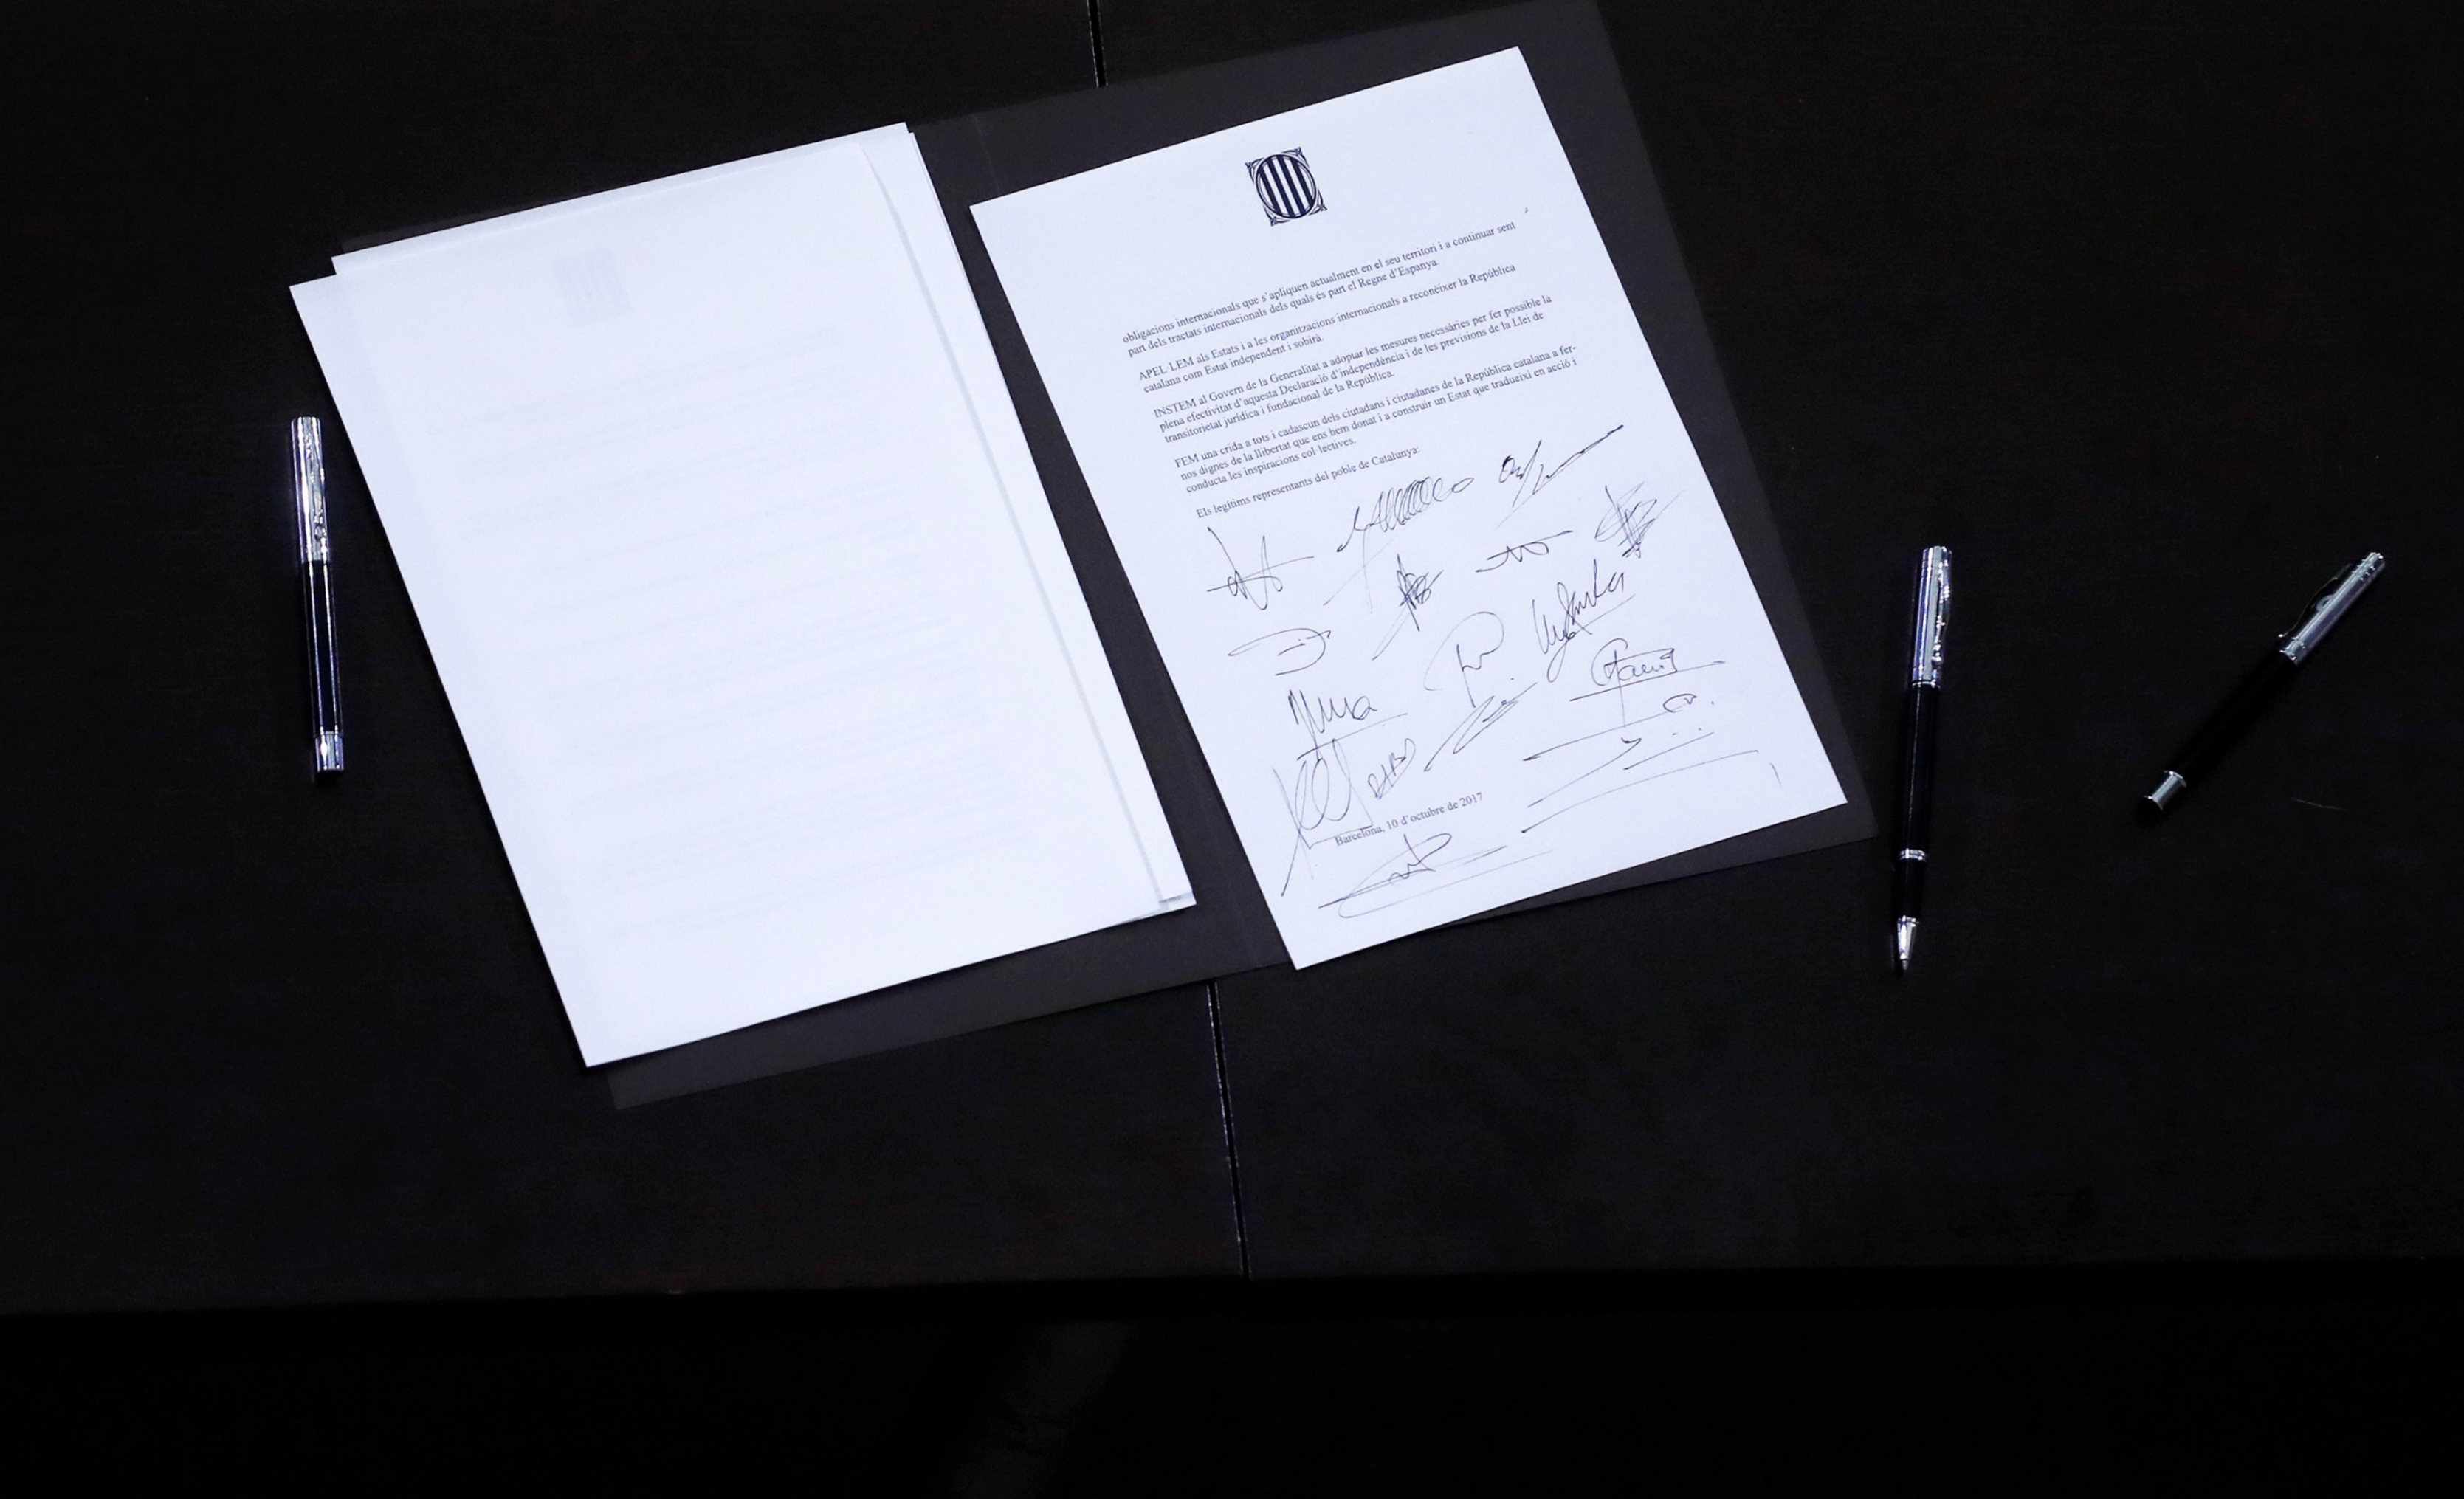 obligacions internacionals que s'apliquen actualment en el seu territori i a continuar sent
part dels tractats internacionals dels quals és part el Regne d'Espanya.
APEL·LEM als Estats i a les organitzacions internacionals a reconèixer la República
catalana com Estat independent i sobirà.
INSTEM al Govern de la Generalitat a adoptar les mesures necessàries per fer possible la
plena efectivitat d'aquesta Declaració d'independència i de les previsions de la Llei de
transitorietat jurídica i fundacional de la República.
FEM una crida a tots i cadascun dels ciutadans i ciutadanes de la República catalana a fer-
nos dignes de la llibertat que ens hem donat i a construir un Estat que tradueixi en acció i
conducta les inspiracions col·lectives.
Els legítims representants del poble de Catalunya:
Barcelona, 10 d'octubre de 2017